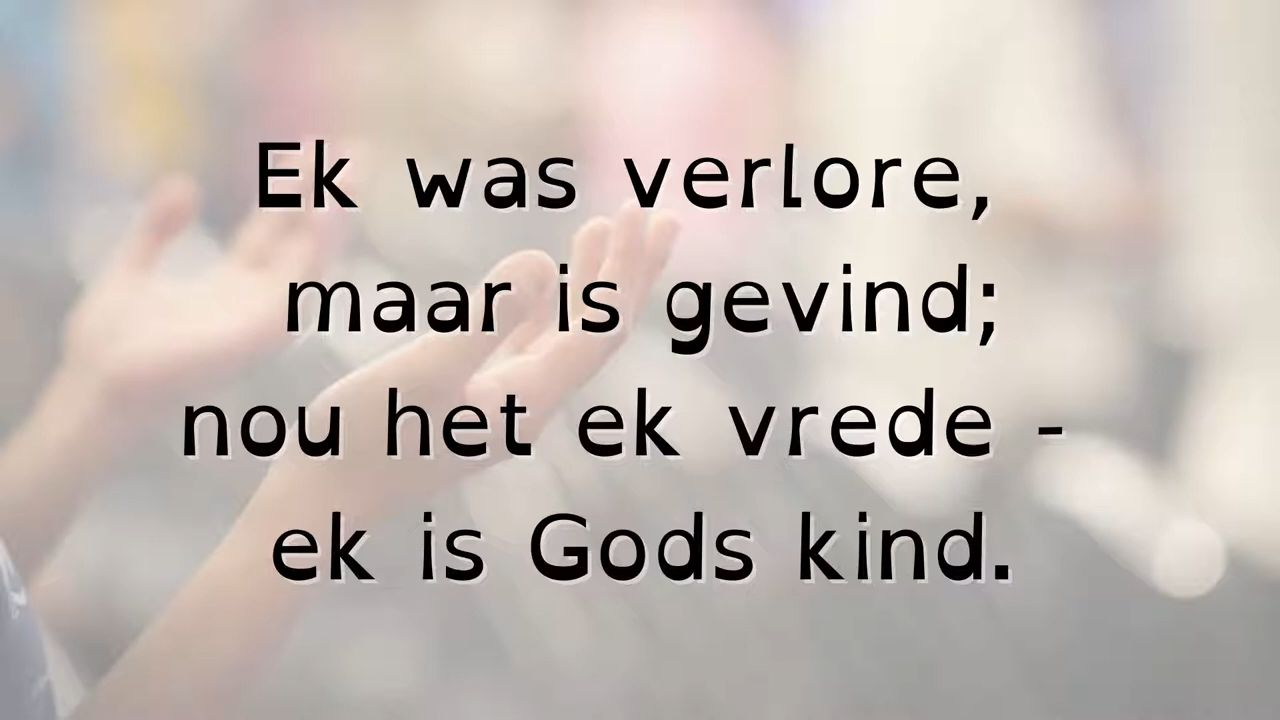 Ek was verlore,
maar is gevind;
nou het ek vrede -
ek is Gods kind.